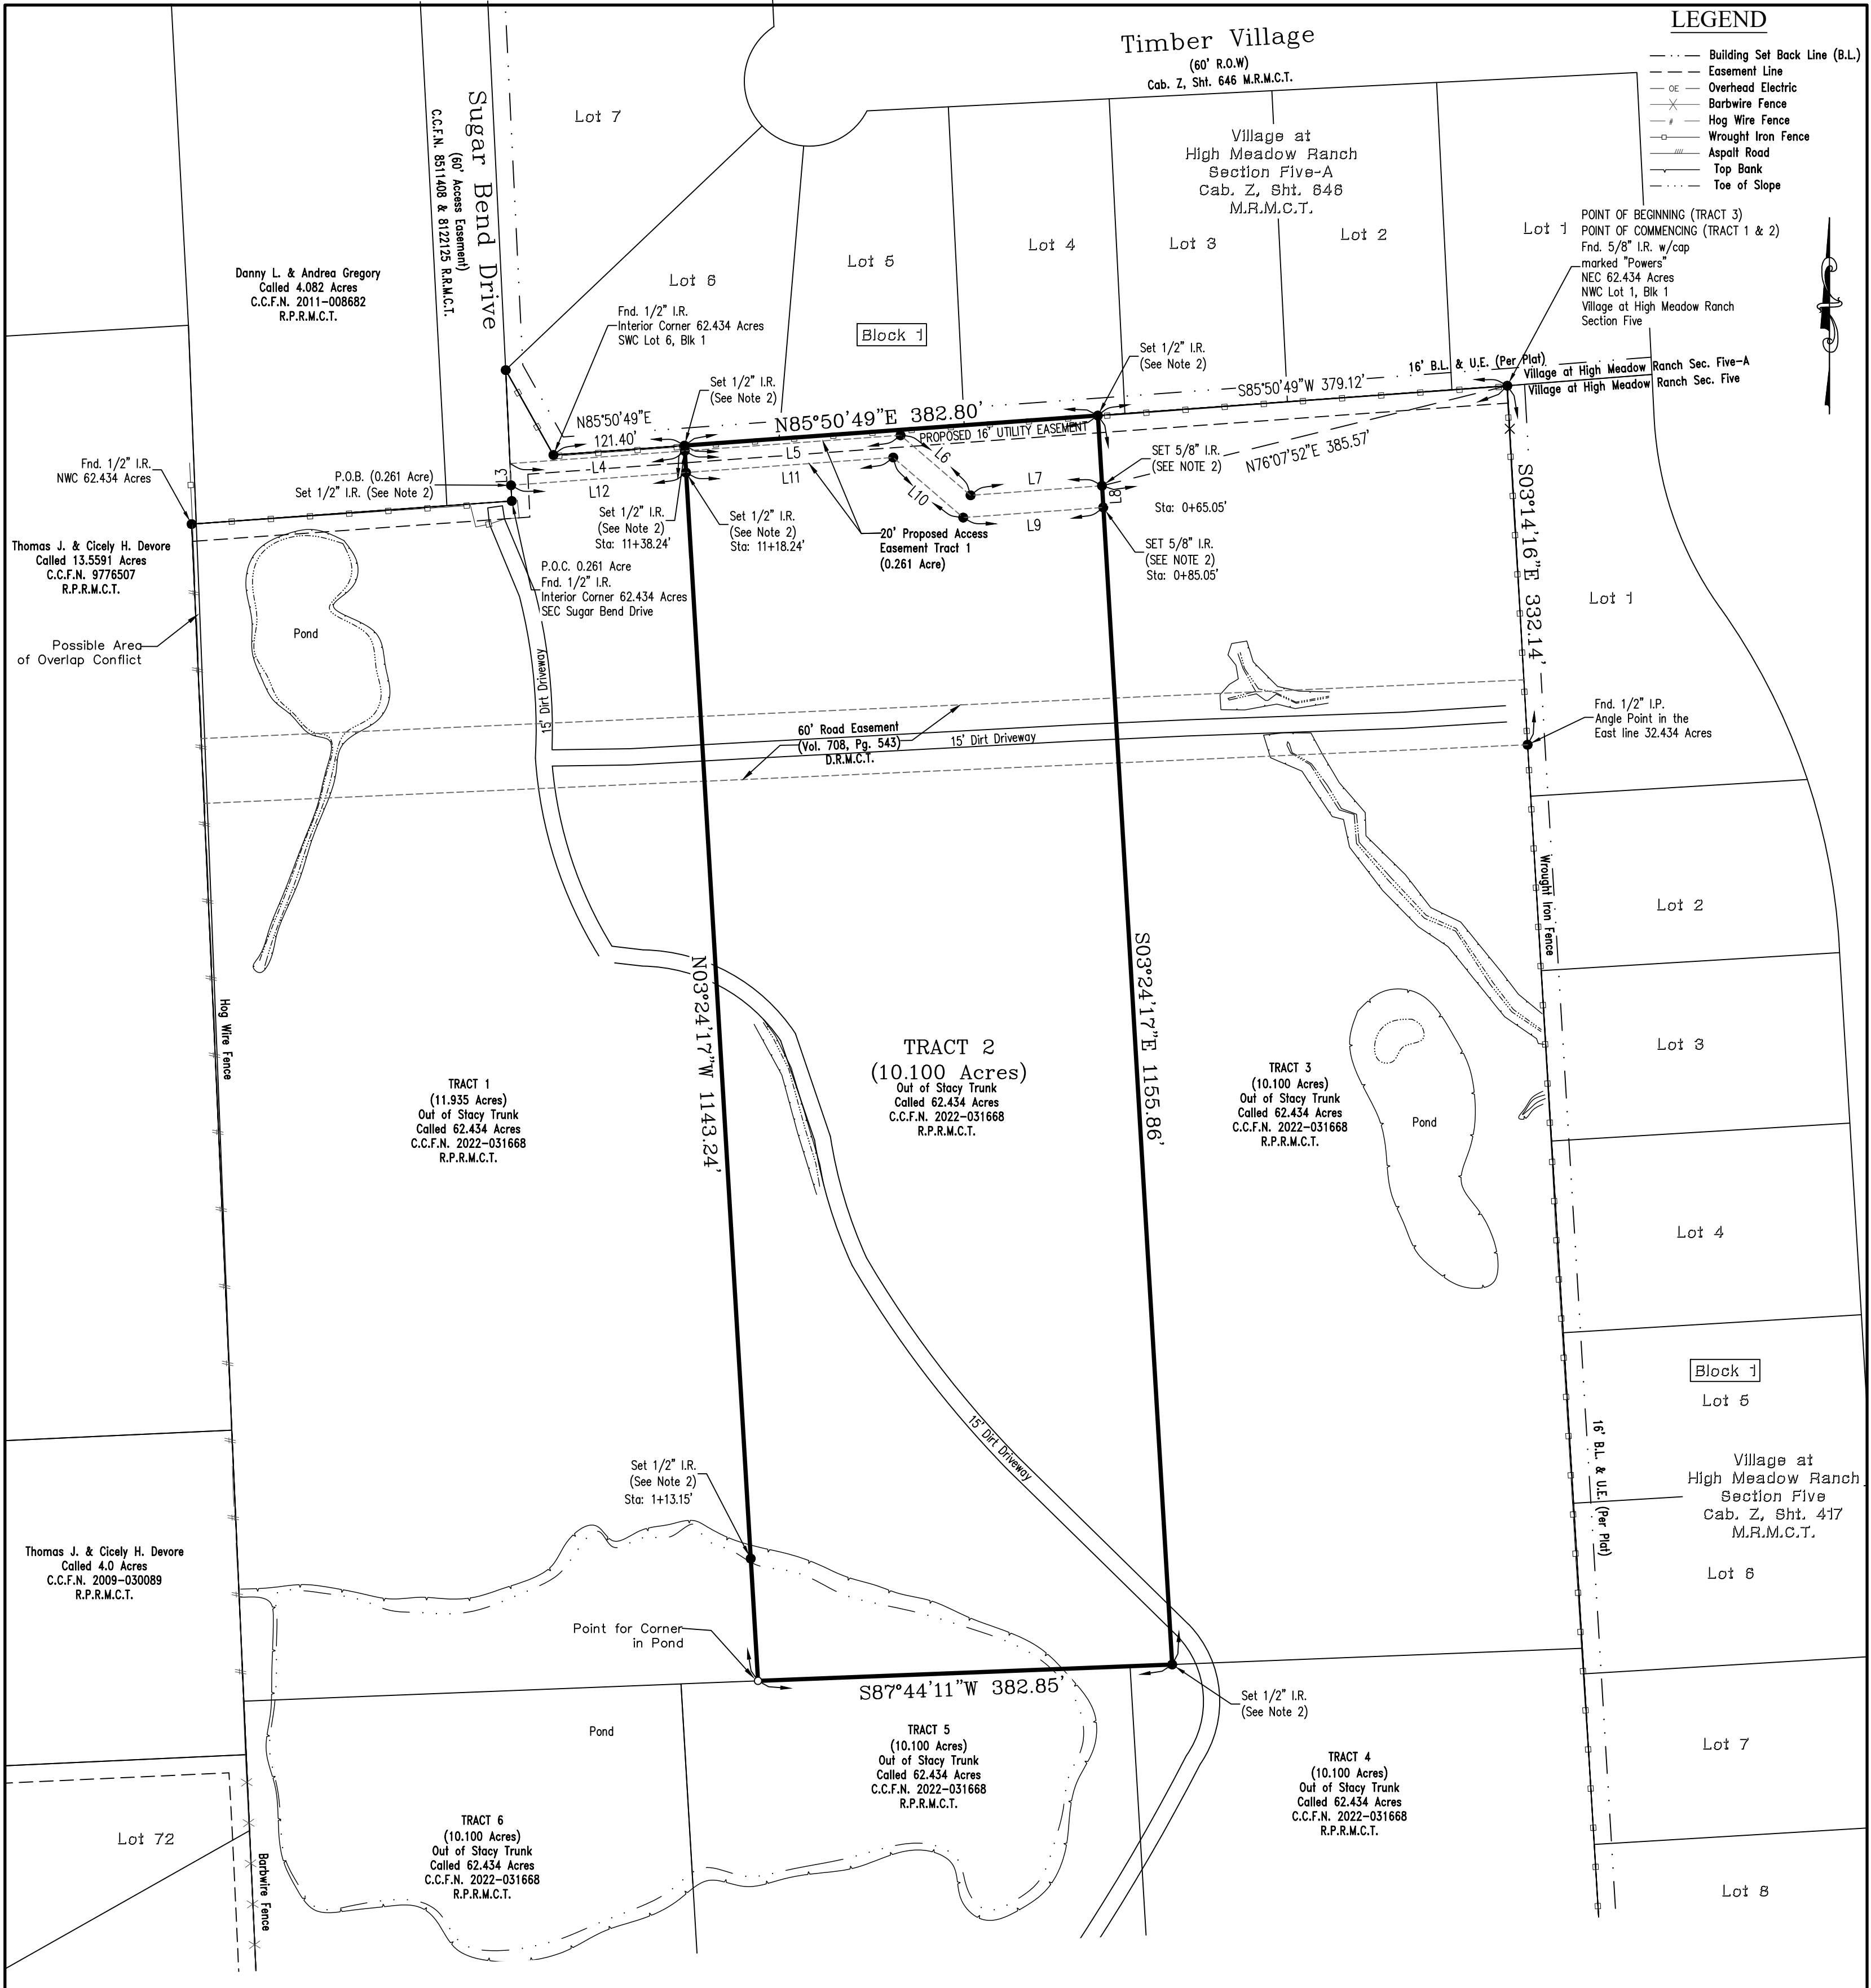 LEGEND
Building Set Back Line (B.L.)
Easement Line
OE
Overhead Electric
Barbwire Fence
#
Hog Wire Fence
Wrought Iron Fence
////
Aspalt Road
Top Bank
Toe of Slope
Timber Village
(60' R.O.W)
Cab. Z, Sht. 646 M.R.M.C.T.
Sugar Bend Drive
(60' Access Easement)
C.C.F.N. 8511408 & 8122125 R.R.M.C.T.
Lot 7
Lot 6
Lot 5
Lot 4
Lot 3
Lot 2
Lot 1
Village at
High Meadow Ranch
Section Five-A
Cab. Z, Sht. 646
M.R.M.C.T.
Block 1
POINT OF BEGINNING (TRACT 3)
POINT OF COMMENCING (TRACT 1 & 2)
Fnd. 5/8" I.R. w/cap
marked "Powers"
NEC 62.434 Acres
NWC Lot 1, Blk 1
Village at High Meadow Ranch
Section Five
Danny L. & Andrea Gregory
Called 4.082 Acres
C.C.F.N. 2011-008682
R.P.R.M.C.T.
Fnd. 1/2" I.R.
Interior Corner 62.434 Acres
SWC Lot 6, Blk 1
Set 1/2" I.R.
(See Note 2)
Set 1/2" I.R.
(See Note 2)
16' B.L. & U.E. (Per Plat)
Village at High Meadow Ranch Sec. Five-A
Village at High Meadow Ranch Sec. Five
S85°50'49"W 379.12'
N85°50'49"E 382.80'
N85°50'49"E
121.40'
PROPOSED 16' UTILITY EASEMENT
N76°07'52"E 385.57'
L4
L5
L6
L7
L8
L9
L10
L11
L12
SET 5/8" I.R.
(SEE NOTE 2)
Sta: 0+65.05'
SET 5/8" I.R.
(SEE NOTE 2)
Sta: 0+85.05'
Fnd. 1/2" I.R.
NWC 62.434 Acres
P.O.B. (0.261 Acre)
Set 1/2" I.R. (See Note 2)
Set 1/2" I.R.
(See Note 2)
Sta: 11+38.24'
Set 1/2" I.R.
(See Note 2)
Sta: 11+18.24'
20' Proposed Access
Easement Tract 1
(0.261 Acre)
P.O.C. 0.261 Acre
Fnd. 1/2" I.R.
Interior Corner 62.434 Acres
SEC Sugar Bend Drive
Thomas J. & Cicely H. Devore
Called 13.5591 Acres
C.C.F.N. 9776507
R.P.R.M.C.T.
Possible Area
of Overlap Conflict
Pond
15' Dirt Driveway
S03°14'16"E 332.14'
Lot 1
Fnd. 1/2" I.P.
Angle Point in the
East line 32.434 Acres
60' Road Easement
(Vol. 708, Pg. 543)
D.R.M.C.T.
15' Dirt Driveway
Wrought Iron Fence
Lot 2
Hog Wire Fence
N03°24'17"W 1143.24'
S03°24'17"E 1155.86'
TRACT 2
(10.100 Acres)
Out of Stacy Trunk
Called 62.434 Acres
C.C.F.N. 2022-031668
R.P.R.M.C.T.
TRACT 1
(11.935 Acres)
Out of Stacy Trunk
Called 62.434 Acres
C.C.F.N. 2022-031668
R.P.R.M.C.T.
TRACT 3
(10.100 Acres)
Out of Stacy Trunk
Called 62.434 Acres
C.C.F.N. 2022-031668
R.P.R.M.C.T.
Pond
Lot 3
Lot 4
Block 1
Lot 5
16' B.L. & U.E. (Per Plat)
Village at
High Meadow Ranch
Section Five
Cab. Z, Sht. 417
M.R.M.C.T.
15' Dirt Driveway
Set 1/2" I.R.
(See Note 2)
Sta: 1+13.15'
Thomas J. & Cicely H. Devore
Called 4.0 Acres
C.C.F.N. 2009-030089
R.P.R.M.C.T.
Lot 6
Point for Corner
in Pond
S87°44'11"W 382.85'
Set 1/2" I.R.
(See Note 2)
Pond
TRACT 5
(10.100 Acres)
Out of Stacy Trunk
Called 62.434 Acres
C.C.F.N. 2022-031668
R.P.R.M.C.T.
TRACT 4
(10.100 Acres)
Out of Stacy Trunk
Called 62.434 Acres
C.C.F.N. 2022-031668
R.P.R.M.C.T.
Lot 7
TRACT 6
(10.100 Acres)
Out of Stacy Trunk
Called 62.434 Acres
C.C.F.N. 2022-031668
R.P.R.M.C.T.
Lot 72
Barbwire Fence
Lot 8